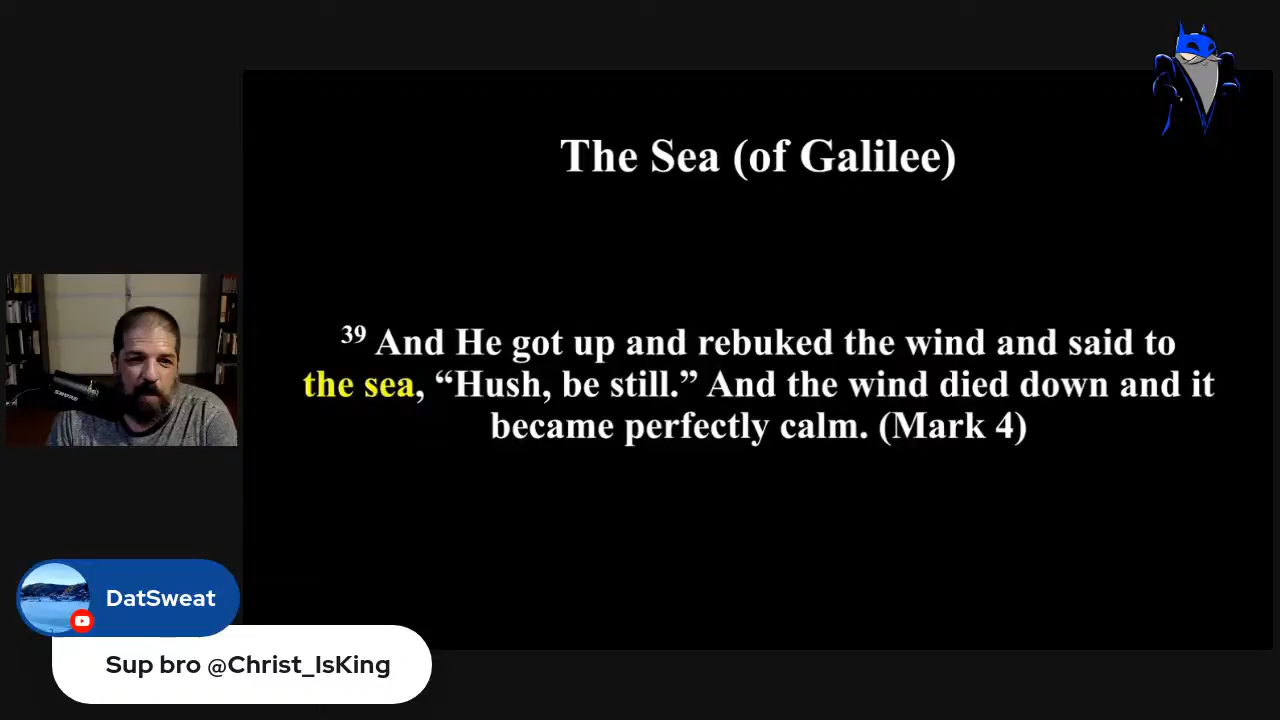 The Sea (of Galilee)
39 And He got up and rebuked the wind and said to
the sea, “Hush, be still.” And the wind died down and it
became perfectly calm. (Mark 4)
DatSweat
Sup bro @Christ_IsKing